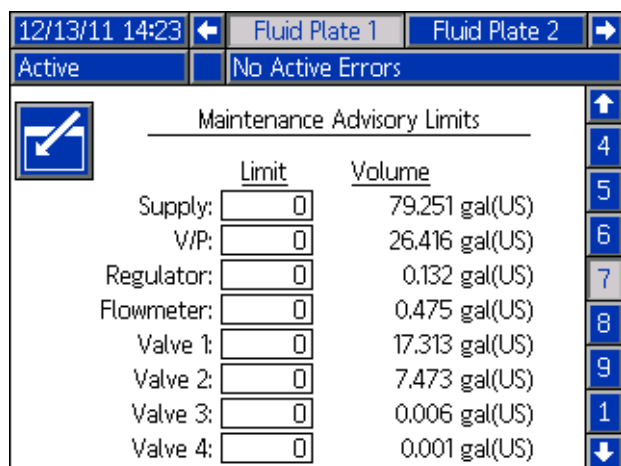 12/13/11 14:23 Fluid Plate 1 Fluid Plate 2
Active No Active Errors
Maintenance Advisory Limits
Limit Volume
Supply: 0 79.251 gal(US)
V/P: 0 26.416 gal(US)
Regulator: 0 0.132 gal(US)
Flowmeter: 0 0.475 gal(US)
Valve 1: 0 17.313 gal(US)
Valve 2: 0 7.473 gal(US)
Valve 3: 0 0.006 gal(US)
Valve 4: 0 0.001 gal(US)
4
5
6
7
8
9
1